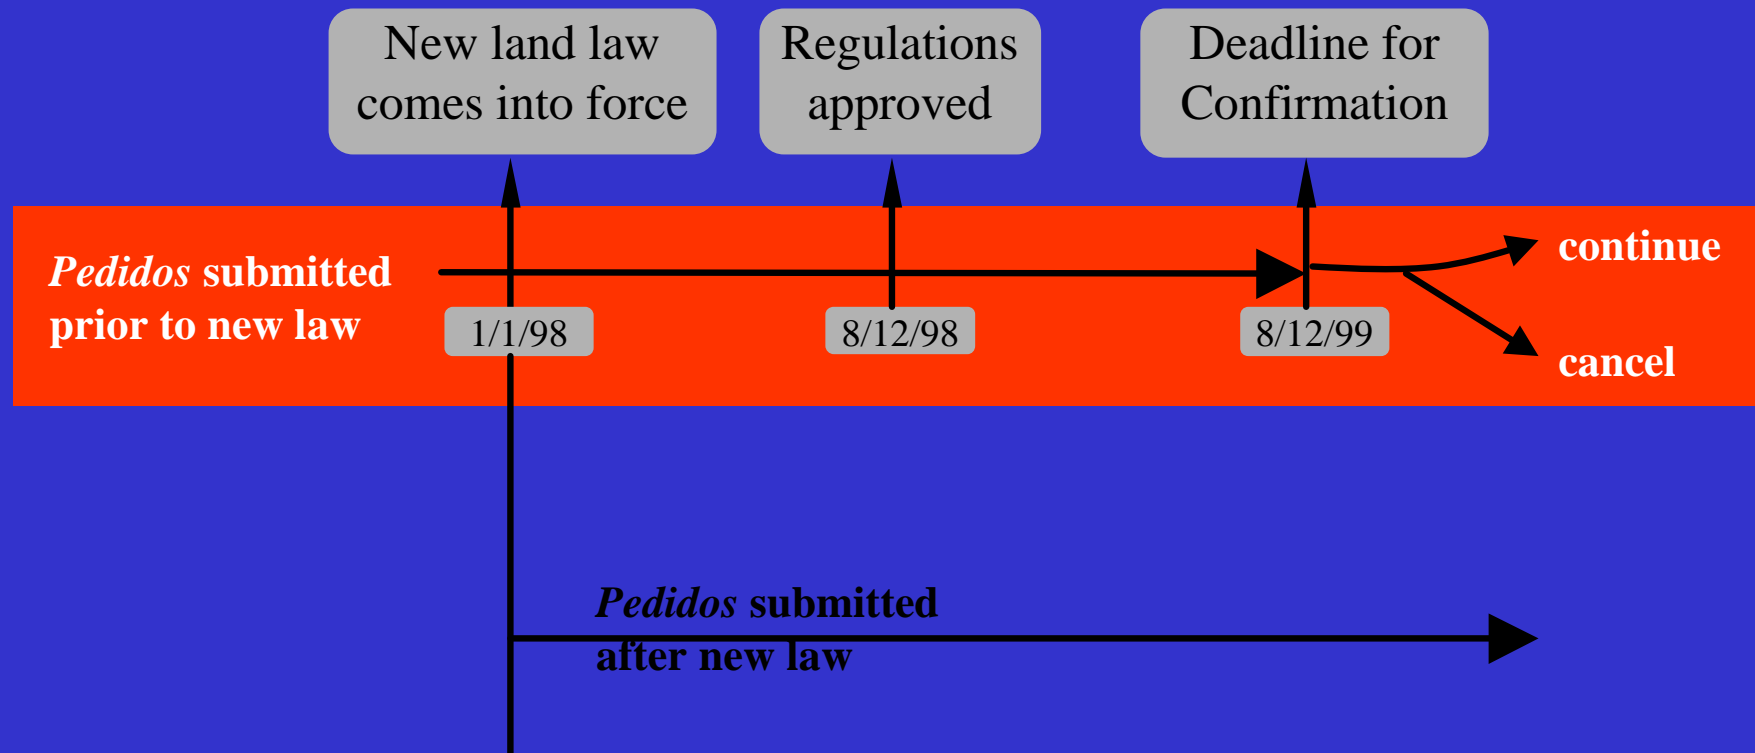 New land law
comes into force
Regulations
approved
Deadline for
Confirmation
Pedidos submitted
prior to new law
continue
1/1/98
8/12/98
8/12/99
cancel
Pedidos submitted
after new law